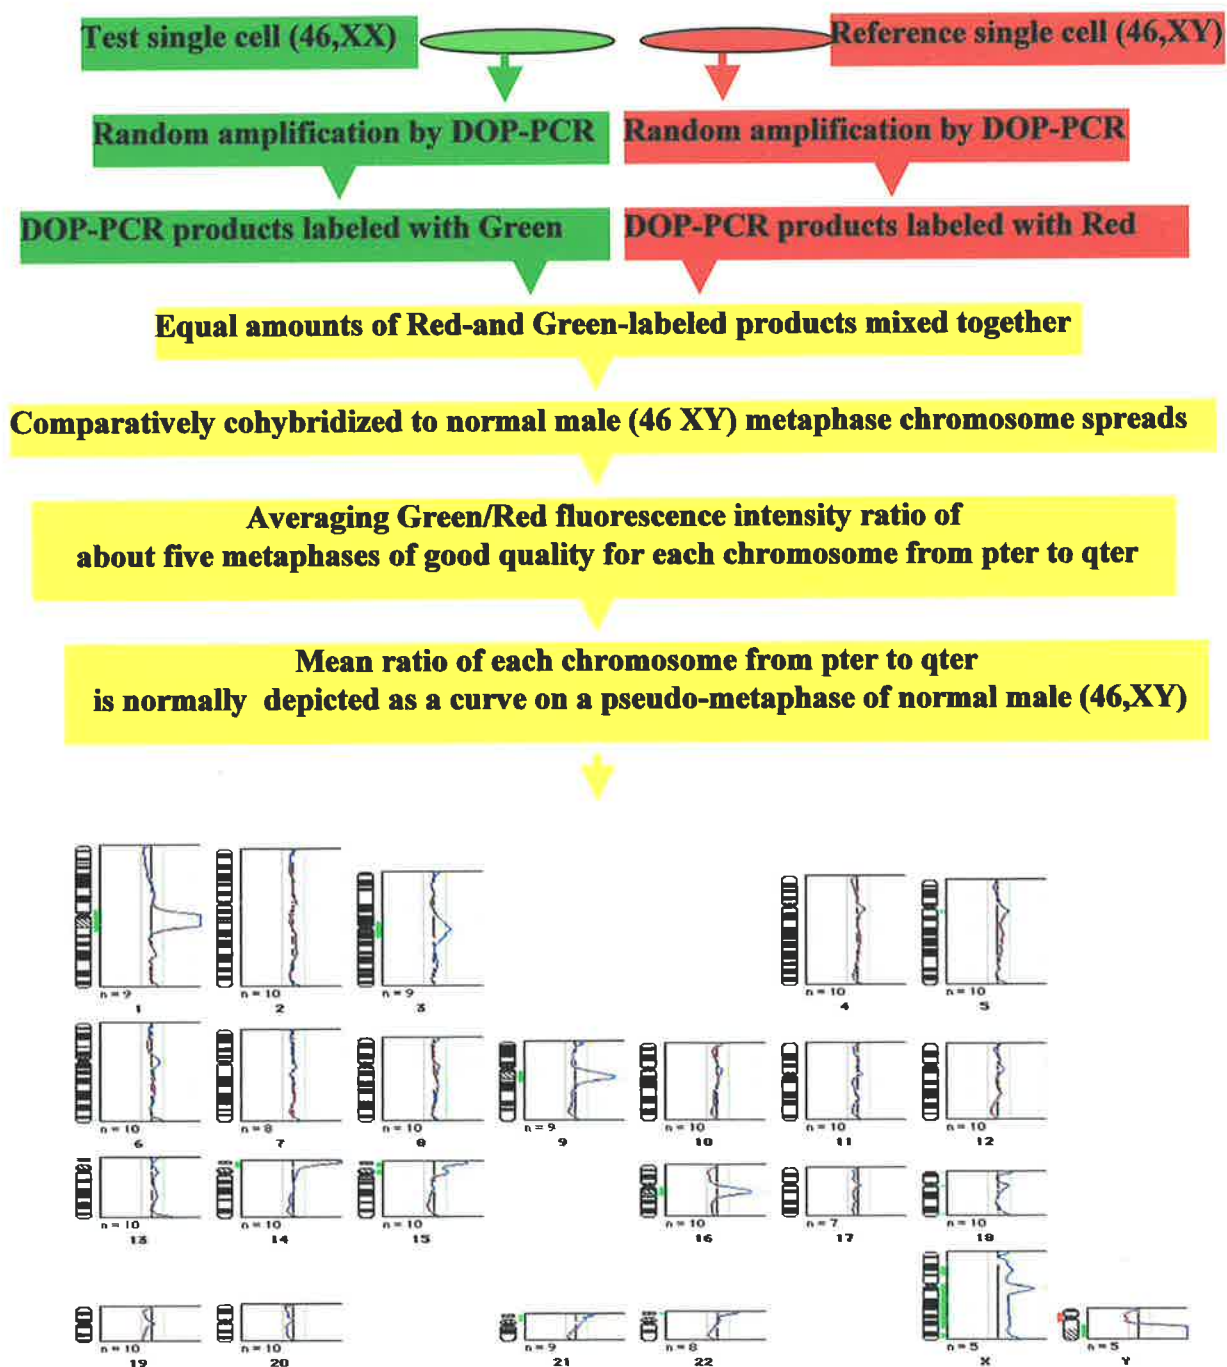 Test single cell (46,XX)
Reference single cell (46,XY)
Random amplification by DOP-PCR
Random amplification by DOP-PCR
DOP-PCR products labeled with Green
DOP-PCR products labeled with Red
Equal amounts of Red-and Green-labeled products mixed together
Comparatively cohybridized to normal male (46 XY) metaphase chromosome spreads
Averaging Green/Red fluorescence intensity ratio of
about five metaphases of good quality for each chromosome from pter to qter
Mean ratio of each chromosome from pter to qter
is normally depicted as a curve on a pseudo-metaphase of normal male (46,XY)
n = 9
1
n = 10
2
n = 9
3
n = 10
4
n = 10
5
n = 10
6
n = 8
7
n = 10
8
n = 9
9
n = 10
10
n = 10
11
n = 10
12
n = 10
13
n = 10
14
n = 10
15
n = 10
16
n = 7
17
n = 10
18
n = 10
19
n = 10
20
n = 9
21
n = 8
22
n = 5
X
n = 5
Y